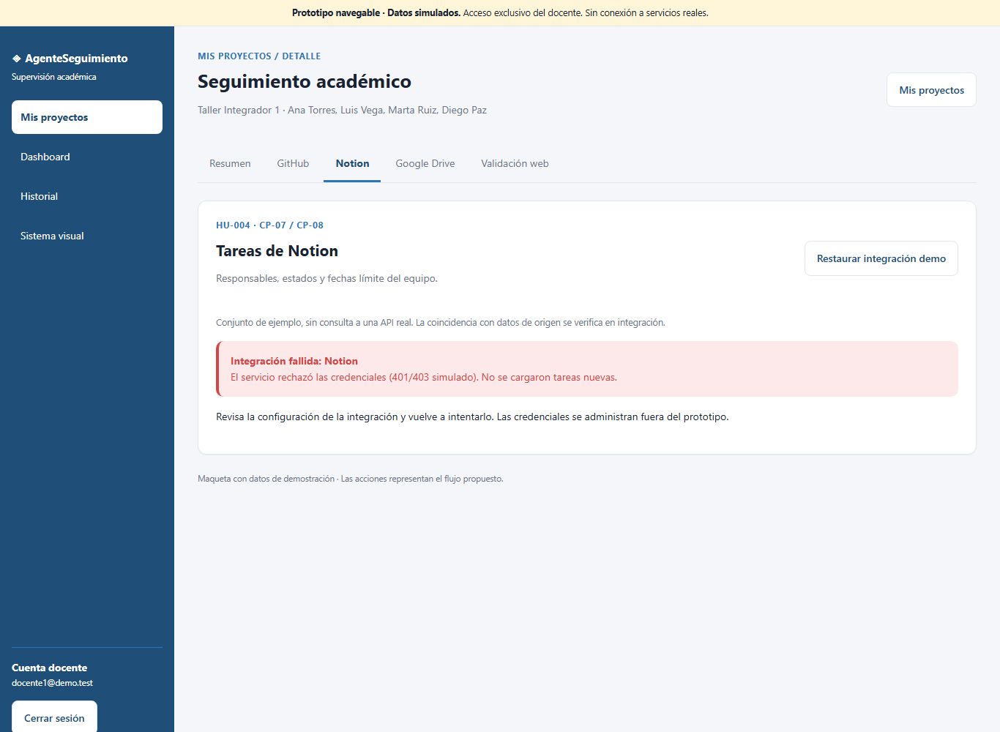 Prototipo navegable · Datos simulados. Acceso exclusivo del docente. Sin conexión a servicios reales.
AgenteSeguimiento
Supervisión académica
Mis proyectos
Dashboard
Historial
Sistema visual
Cuenta docente
docente1@demo.test
Cerrar sesión
MIS PROYECTOS / DETALLE
Seguimiento académico
Taller Integrador 1 · Ana Torres, Luis Vega, Marta Ruiz, Diego Paz
Mis proyectos
Resumen
GitHub
Notion
Google Drive
Validación web
HU-004 · CP-07 / CP-08
Tareas de Notion
Responsables, estados y fechas límite del equipo.
Restaurar integración demo
Conjunto de ejemplo, sin consulta a una API real. La coincidencia con datos de origen se verifica en integración.
Integración fallida: Notion
El servicio rechazó las credenciales (401/403 simulado). No se cargaron tareas nuevas.
Revisa la configuración de la integración y vuelve a intentarlo. Las credenciales se administran fuera del prototipo.
Maqueta con datos de demostración · Las acciones representan el flujo propuesto.